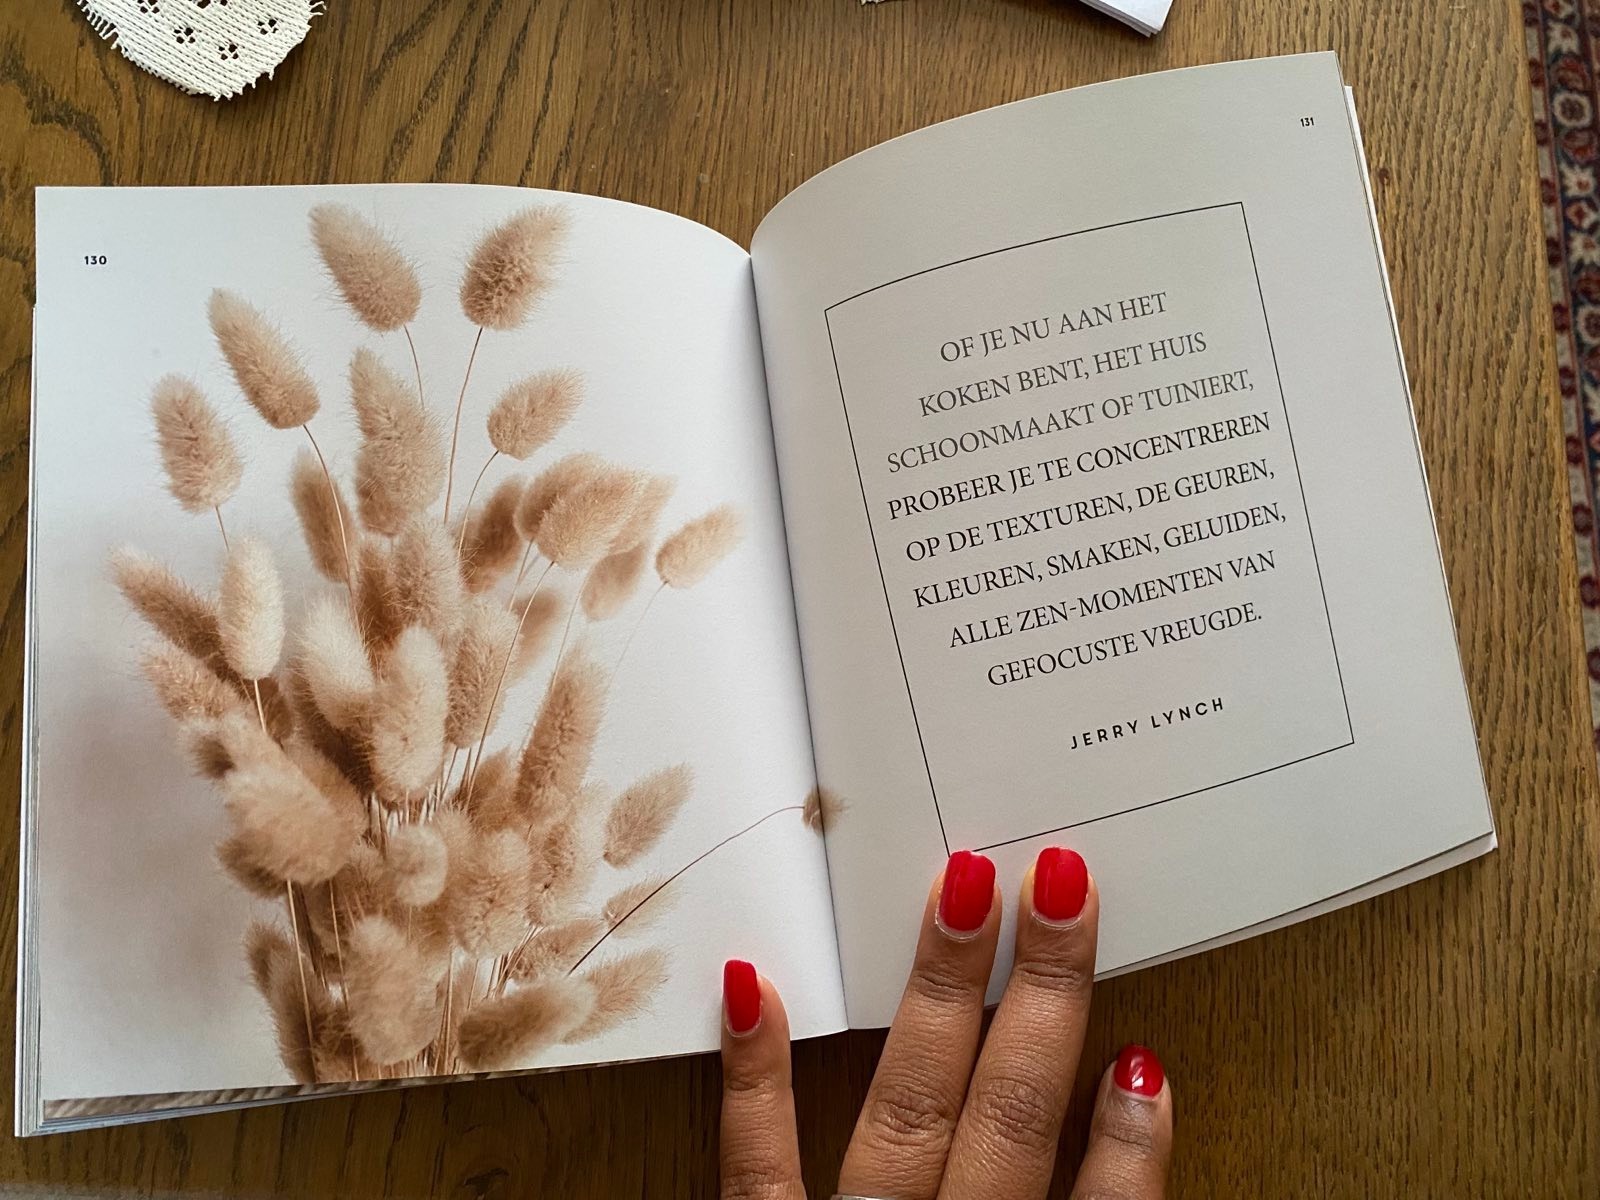 130
131
OF JE NU AAN HET
KOKEN BENT, HET HUIS
SCHOONMAAKT OF TUINIERT,
PROBEER JE TE CONCENTREREN
OP DE TEXTUREN, DE GEUREN,
KLEUREN, SMAKEN, GELUIDEN,
ALLE ZEN-MOMENTEN VAN
GEFOCUSTE VREUGDE.
JERRY LYNCH